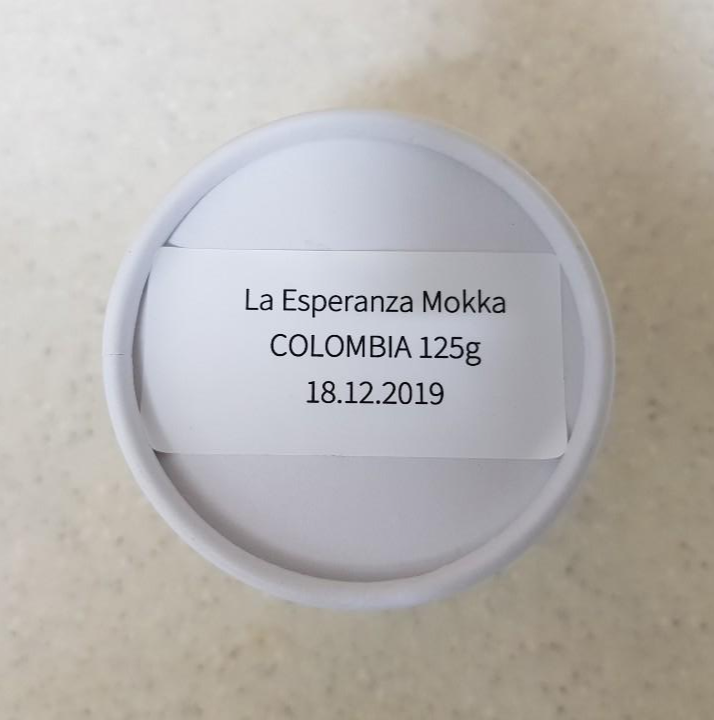 La Esperanza Mokka
COLOMBIA 125g
18.12.2019